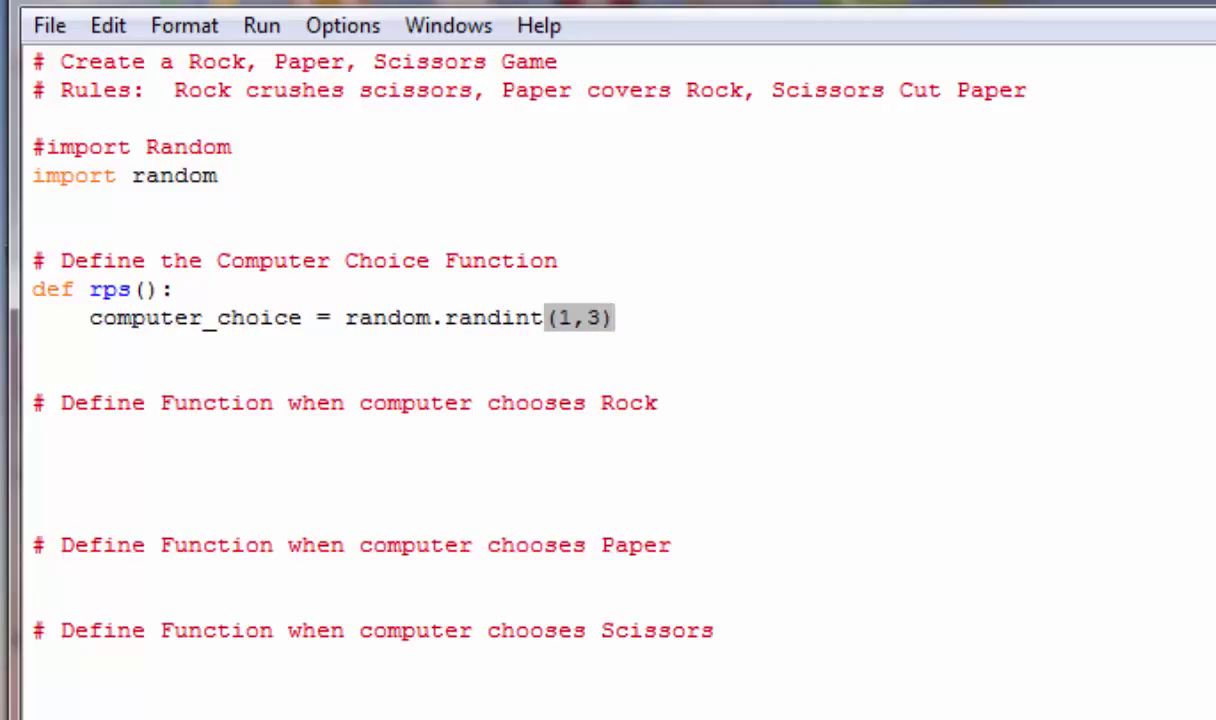 File Edit Format Run Options Windows Help
# Create a Rock, Paper, Scissors Game
# Rules:  Rock crushes scissors, Paper covers Rock, Scissors Cut Paper
#import Random
import random
# Define the Computer Choice Function
def rps():
    computer_choice = random.randint(1,3)
# Define Function when computer chooses Rock
# Define Function when computer chooses Paper
# Define Function when computer chooses Scissors